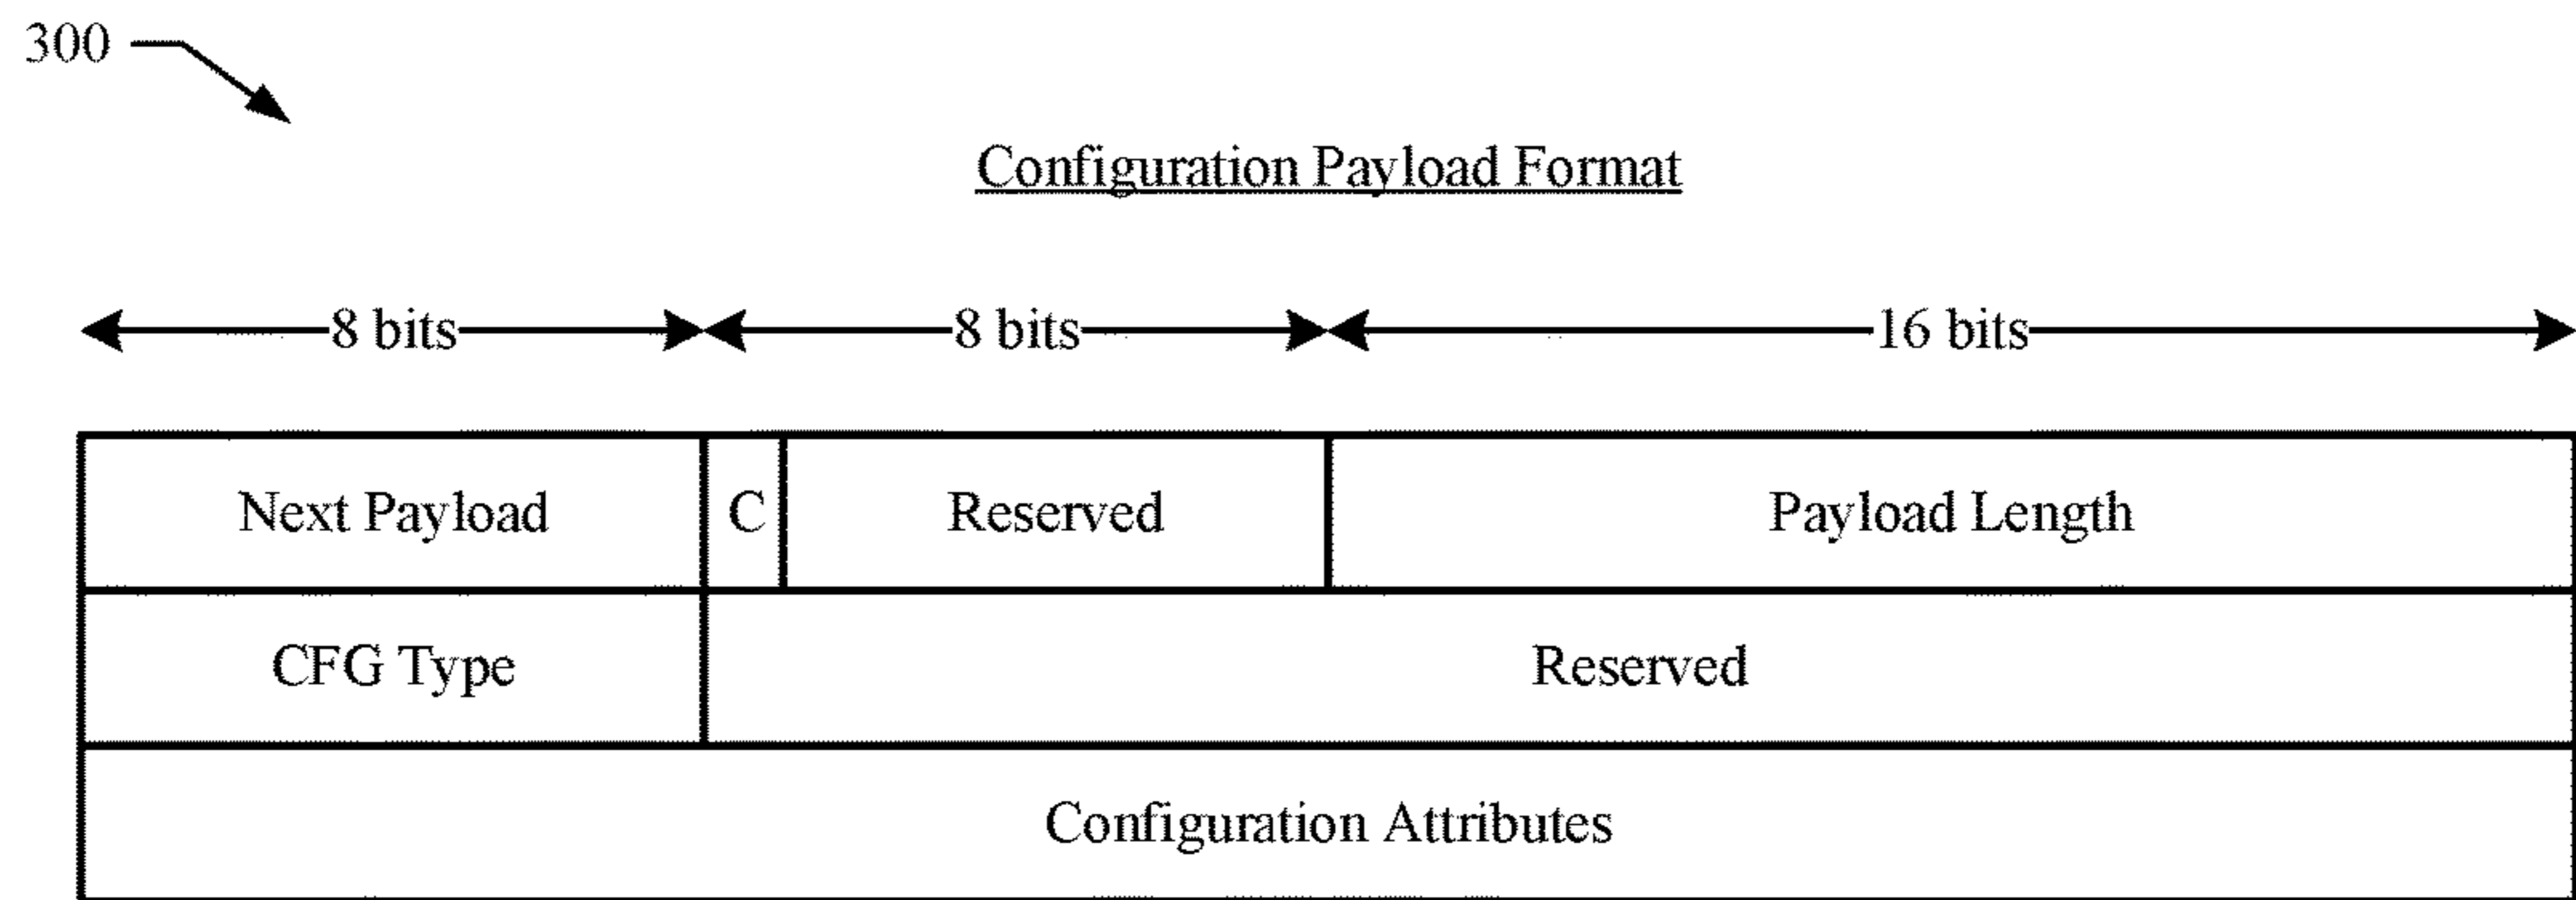 300
Configuration Payload Format
8 bits 8 bits 16 bits
Next Payload C Reserved Payload Length
CFG Type Reserved
Configuration Attributes